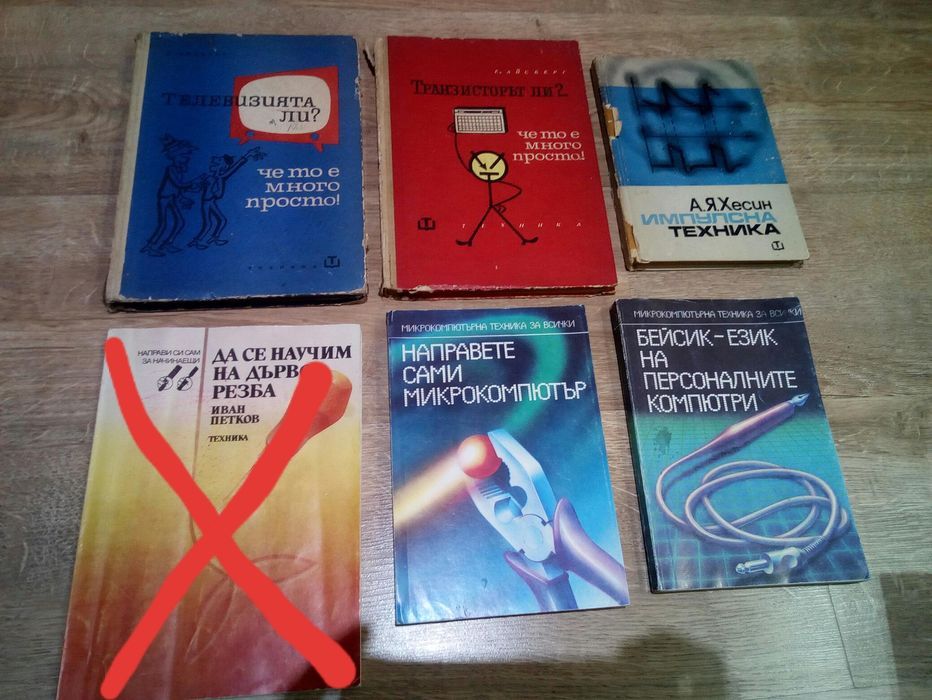 ТЕЛЕВИЗИЯТА
ЛИ?
че то е
много
просто!
ТЕХНИКА
Е. АЙСБЕРГ
ТРАНЗИСТОРЪТ ЛИ?
че то е
много
просто!
ТЕХНИКА
А.Я.Хесин
ИМПУЛСНА
ТЕХНИКА
НАПРАВИ СИ САМ
ЗА НАЧИНАЕЩИ
ДА СЕ НАУЧИМ
НА ДЪРВО
РЕЗБА
ИВАН
ПЕТКОВ
ТЕХНИКА
МИКРОКОМПЮТЪРНА ТЕХНИКА ЗА ВСИЧКИ
НАПРАВЕТЕ
САМИ
МИКРОКОМПЮТЪР
МИКРОКОМПЮТЪРНА ТЕХНИКА ЗА ВСИЧКИ
БЕЙСИК-ЕЗИК
НА
ПЕРСОНАЛНИТЕ
КОМПЮТРИ